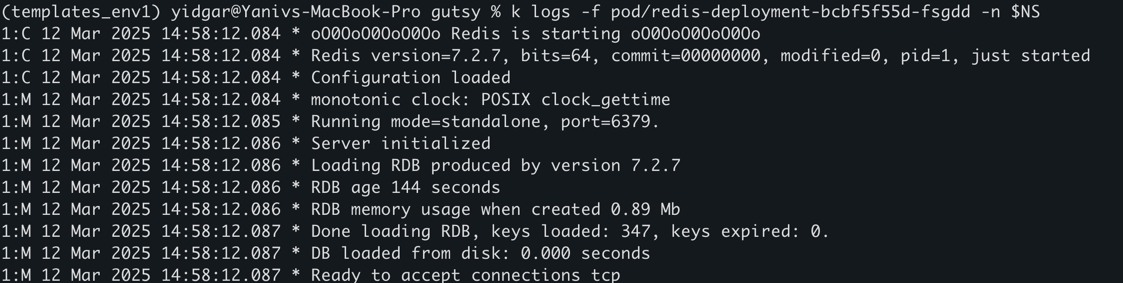 (templates_env1) yidgar@Yanivs-MacBook-Pro gutsy % k logs -f pod/redis-deployment-bcbf5f55d-fsgdd -n $NS
1:C 12 Mar 2025 14:58:12.084 * oO0OoO0OoO0Oo Redis is starting oO0OoO0OoO0Oo
1:C 12 Mar 2025 14:58:12.084 * Redis version=7.2.7, bits=64, commit=00000000, modified=0, pid=1, just started
1:C 12 Mar 2025 14:58:12.084 * Configuration loaded
1:M 12 Mar 2025 14:58:12.084 * monotonic clock: POSIX clock_gettime
1:M 12 Mar 2025 14:58:12.085 * Running mode=standalone, port=6379.
1:M 12 Mar 2025 14:58:12.086 * Server initialized
1:M 12 Mar 2025 14:58:12.086 * Loading RDB produced by version 7.2.7
1:M 12 Mar 2025 14:58:12.086 * RDB age 144 seconds
1:M 12 Mar 2025 14:58:12.086 * RDB memory usage when created 0.89 Mb
1:M 12 Mar 2025 14:58:12.087 * Done loading RDB, keys loaded: 347, keys expired: 0.
1:M 12 Mar 2025 14:58:12.087 * DB loaded from disk: 0.000 seconds
1:M 12 Mar 2025 14:58:12.087 * Ready to accept connections tcp